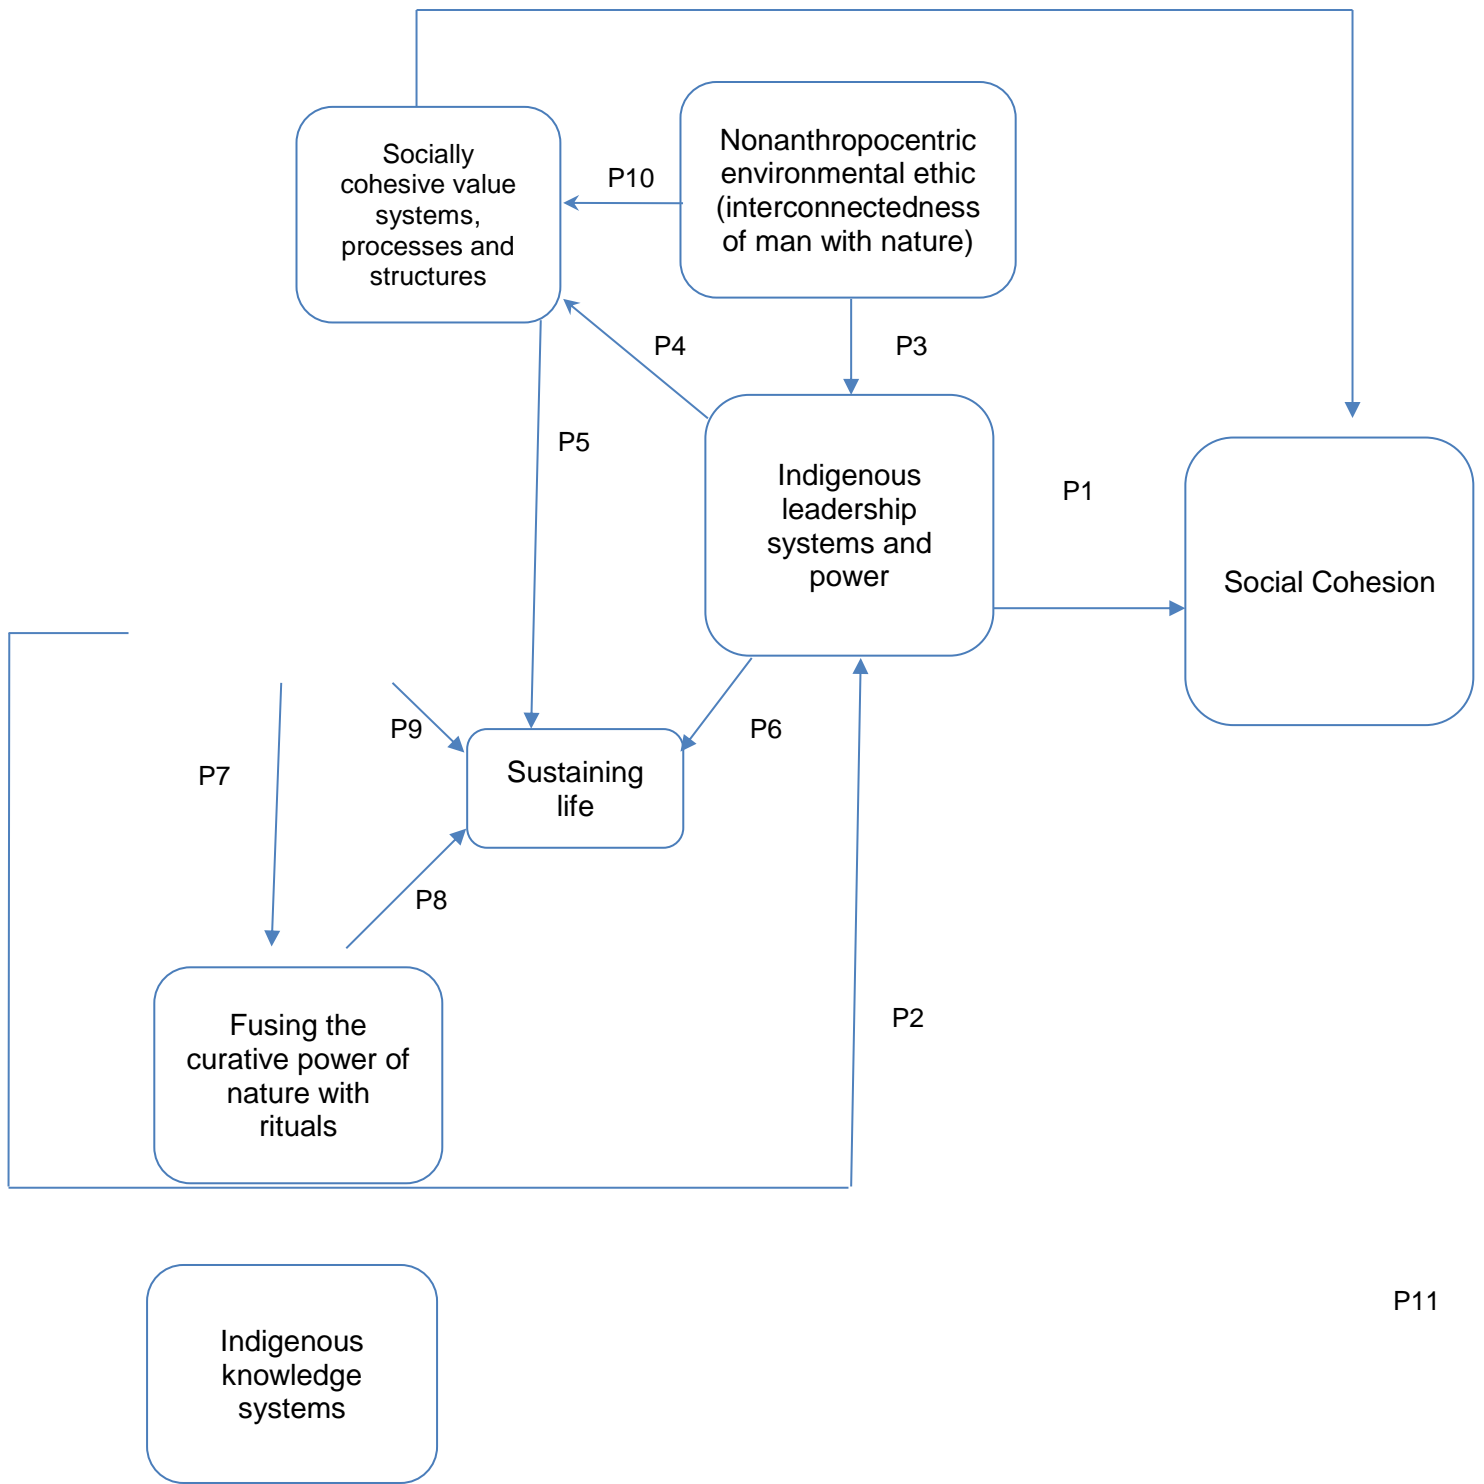 Nonanthropocentric
environmental ethic
(interconnectedness
of man with nature)
Socially
cohesive value
systems,
processes and
structures
P10
P4
P3
P5
Indigenous
leadership
systems and
power
P1
Social Cohesion
P9
P6
P7
Sustaining
life
P8
Fusing the
curative power of
nature with
rituals
P2
P11
Indigenous
knowledge
systems